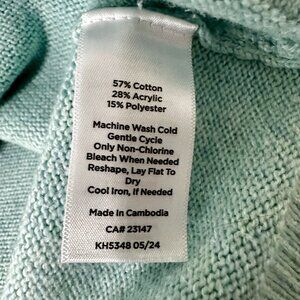 57% Cotton
28% Acrylic
15% Polyester
Machine Wash Cold
Gentle Cycle
Only Non-Chlorine
Bleach When Needed
Reshape, Lay Flat To
Dry
Cool Iron, if Needed
Made In Cambodia
CA# 23147
KH5348 05/24